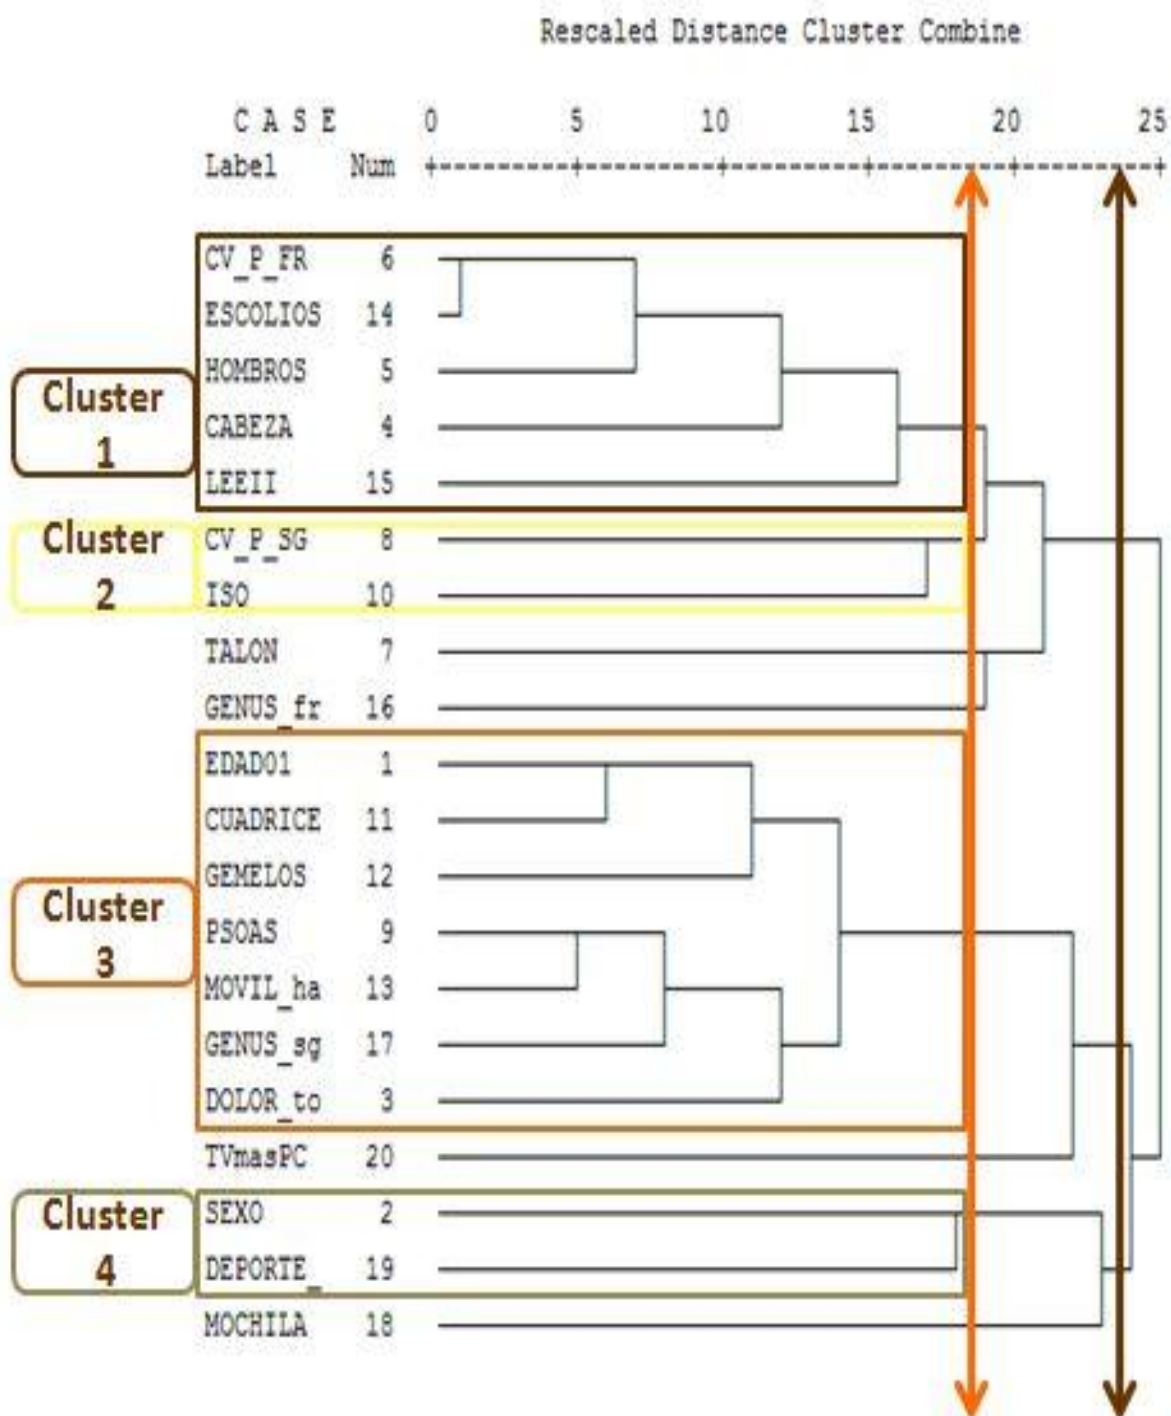 Rescaled Distance Cluster Combine
C A S E 0 5 10 15 20 25
Label Num
CV_P_FR 6
ESCOLIOS 14
HOMBROS 5
Cluster 1
CABEZA 4
LEEII 15
Cluster 2
CV_P_SG 8
ISO 10
TALON 7
GENUS_fr 16
EDAD01 1
CUADRICE 11
GEMELOS 12
Cluster 3
PSOAS 9
MOVIL_ha 13
GENUS_sg 17
DOLOR_to 3
TVmasPC 20
Cluster 4
SEXO 2
DEPORTE_ 19
MOCHILA 18